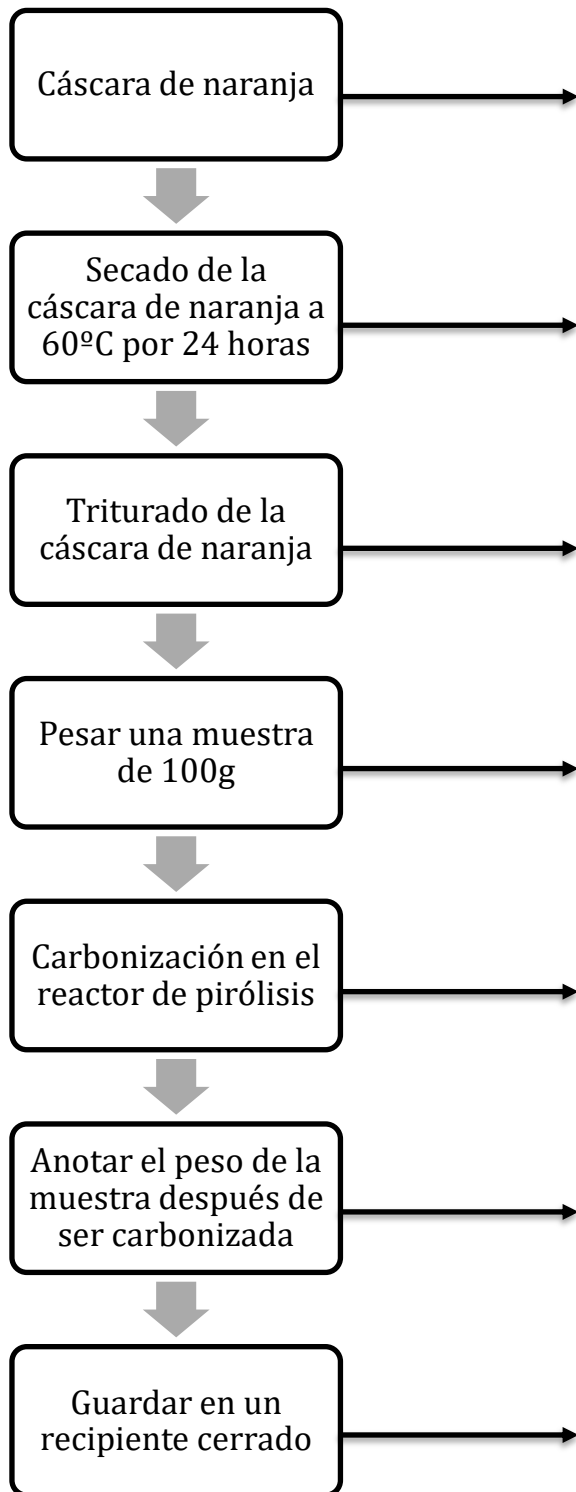 Cáscara de naranja
Secado de la
cáscara de naranja a
60ºC por 24 horas
Triturado de la
cáscara de naranja
Pesar una muestra
de 100g
Carbonización en el
reactor de pirólisis
Anotar el peso de la
muestra después de
ser carbonizada
Guardar en un
recipiente cerrado